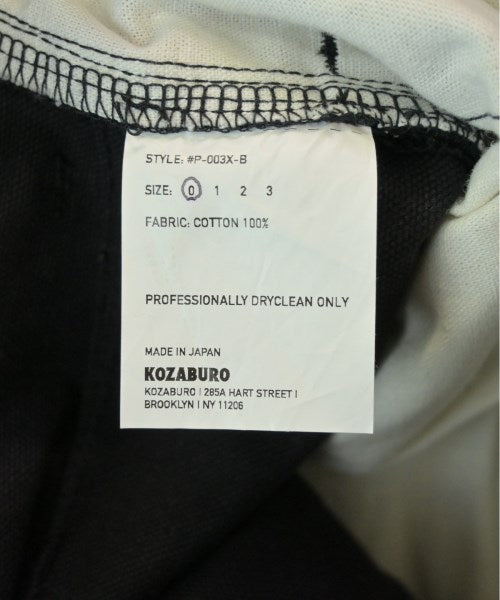 STYLE: #P-003X-B
SIZE: 0 1 2 3
FABRIC: COTTON 100%
PROFESSIONALLY DRYCLEAN ONLY
MADE IN JAPAN
KOZABURO
KOZABURO | 285A HART STREET |
BROOKLYN | NY 11206